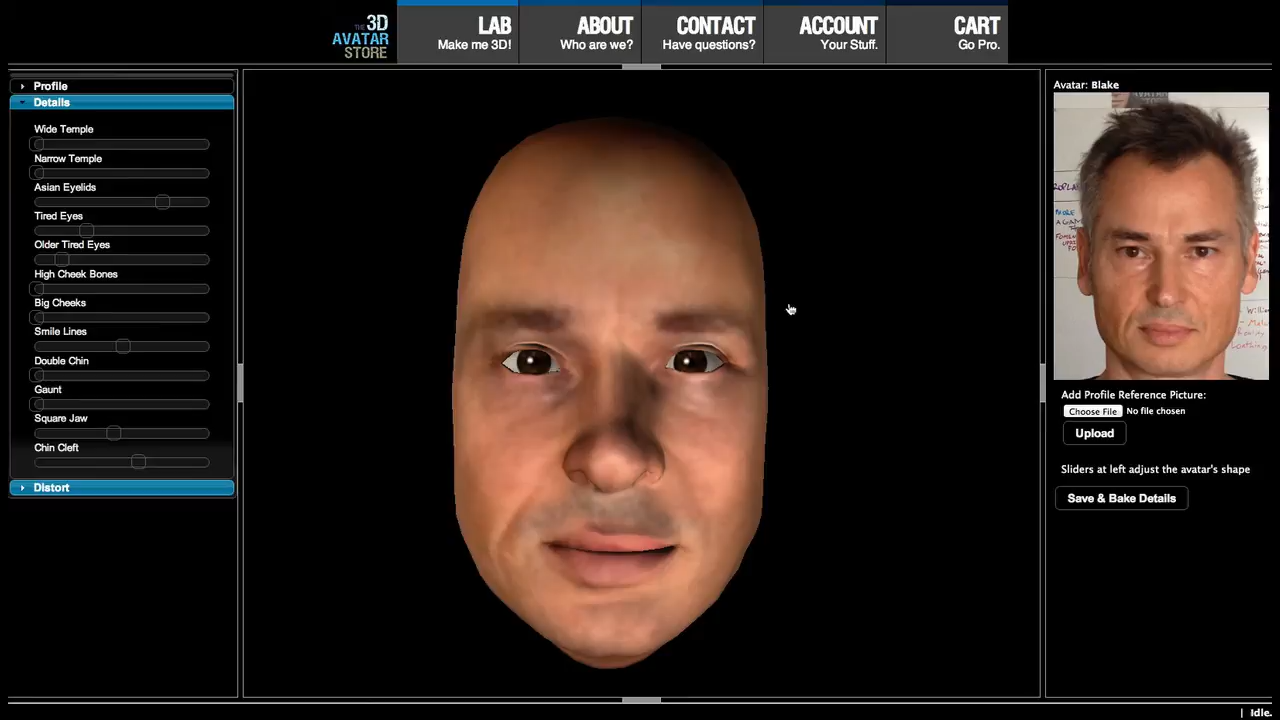 THE 3D
AVATAR
STORE
LAB
Make me 3D!
ABOUT
Who are we?
CONTACT
Have questions?
ACCOUNT
Your Stuff.
CART
Go Pro.
Profile
Details
Wide Temple
Narrow Temple
Asian Eyelids
Tired Eyes
Older Tired Eyes
High Cheek Bones
Big Cheeks
Smile Lines
Double Chin
Gaunt
Square Jaw
Chin Cleft
Distort
Avatar: Blake
Add Profile Reference Picture:
Choose File No file chosen
Upload
Sliders at left adjust the avatar's shape
Save & Bake Details
| Idle.